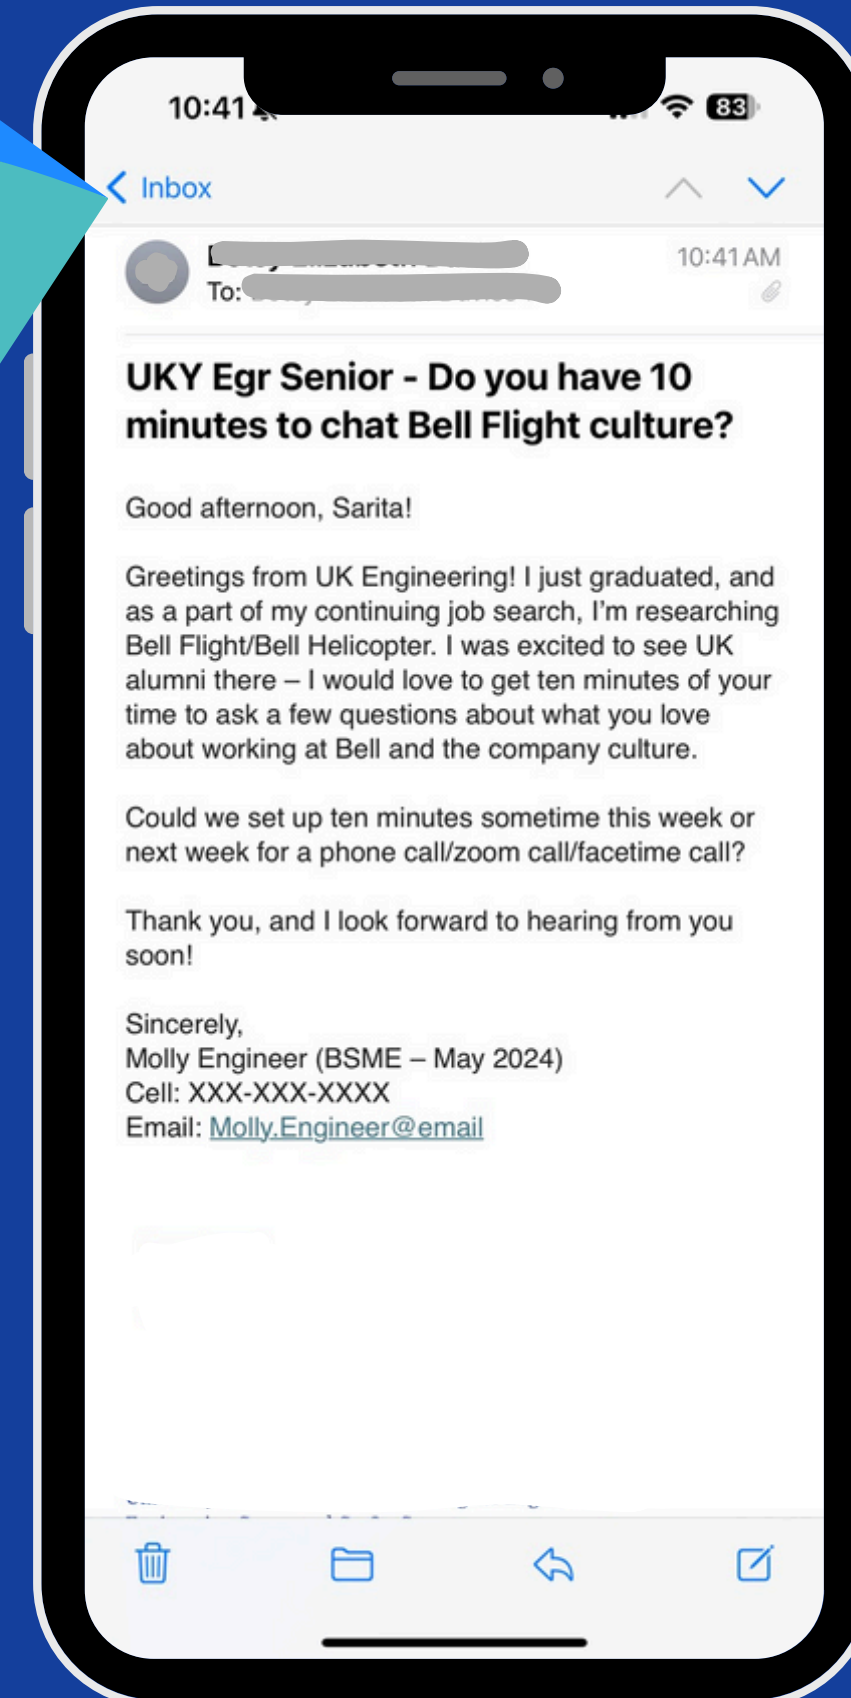 10:41
83
Inbox
10:41 AM
To:
UKY Egr Senior - Do you have 10
minutes to chat Bell Flight culture?
Good afternoon, Sarita!
Greetings from UK Engineering! I just graduated, and
as a part of my continuing job search, I'm researching
Bell Flight/Bell Helicopter. I was excited to see UK
alumni there – I would love to get ten minutes of your
time to ask a few questions about what you love
about working at Bell and the company culture.
Could we set up ten minutes sometime this week or
next week for a phone call/zoom call/facetime call?
Thank you, and I look forward to hearing from you
soon!
Sincerely,
Molly Engineer (BSME – May 2024)
Cell: XXX-XXX-XXXX
Email: Molly.Engineer@email